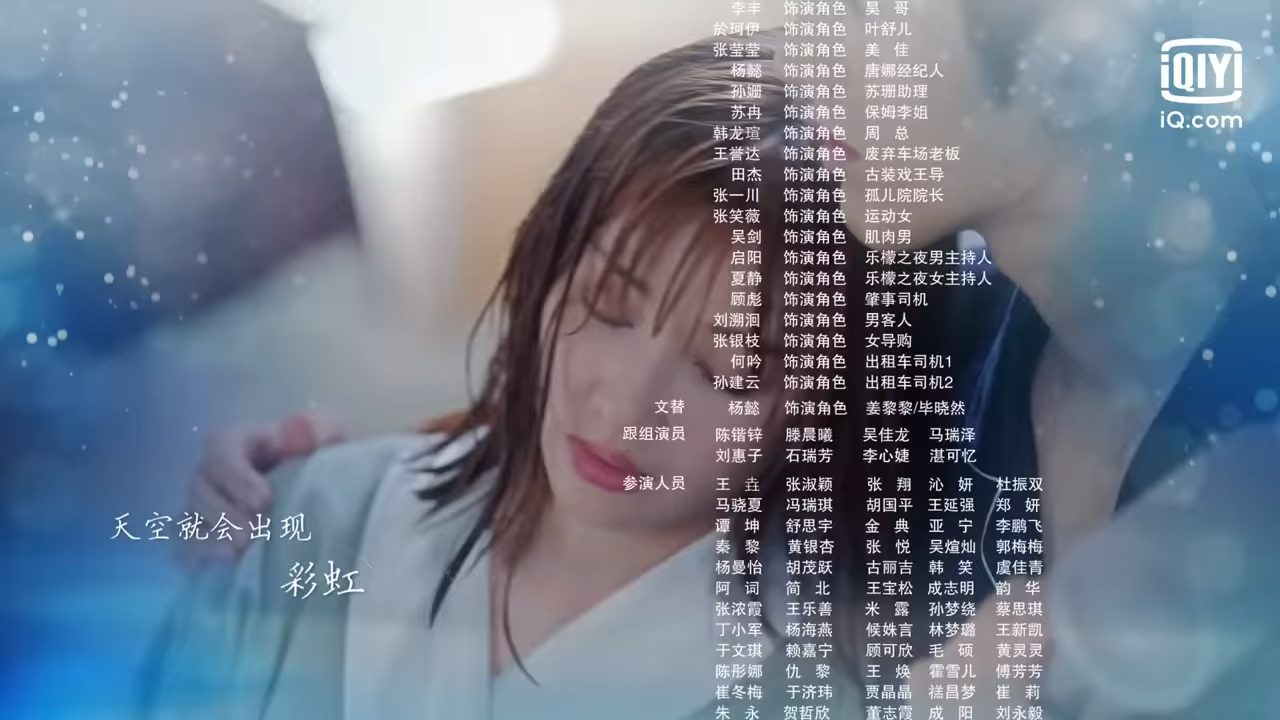 李丰 饰演角色 吴 哥
於珂伊 饰演角色 叶舒儿
张莹莹 饰演角色 美 佳
杨懿 饰演角色 唐娜经纪人
孙姗 饰演角色 苏珊助理
苏冉 饰演角色 保姆李姐
韩龙瑄 饰演角色 周 总
王誉达 饰演角色 废弃车场老板
田杰 饰演角色 古装戏王导
张一川 饰演角色 孤儿院院长
张笑薇 饰演角色 运动女
吴剑 饰演角色 肌肉男
启阳 饰演角色 乐檬之夜男主持人
夏静 饰演角色 乐檬之夜女主持人
顾彪 饰演角色 肇事司机
刘溯洄 饰演角色 男客人
张银枝 饰演角色 女导购
何吟 饰演角色 出租车司机1
孙建云 饰演角色 出租车司机2
文替 杨懿 饰演角色 姜黎黎/毕晓然
跟组演员 陈锴锌 滕晨曦 吴佳龙 马瑞泽
刘惠子 石瑞芳 李心婕 湛可忆
参演人员 王 垚 张淑颖 张 翔 沁 妍 杜振双
马骁夏 冯瑞琪 胡国平 王延强 郑 妍
谭 坤 舒思宇 金 典 亚 宁 李鹏飞
秦 黎 黄银杏 张 悦 吴煊灿 郭梅梅
杨曼怡 胡茂跃 古丽吉 韩 笑 虞佳青
阿 词 简 北 王宝松 成志明 韵 华
张浓霞 王乐善 米 露 孙梦绕 蔡思琪
丁小军 杨海燕 候姝言 林梦璐 王新凯
于文琪 赖嘉宁 顾可欣 毛 硕 黄灵灵
陈彤娜 仇 黎 王 焕 霍雪儿 傅芳芳
崔冬梅 于济玮 贾晶晶 禚昌梦 崔 莉
朱 永 贺哲欣 董志霞 成 阳 刘永毅
天空就会出现
彩虹
iQIYI
iQ.com